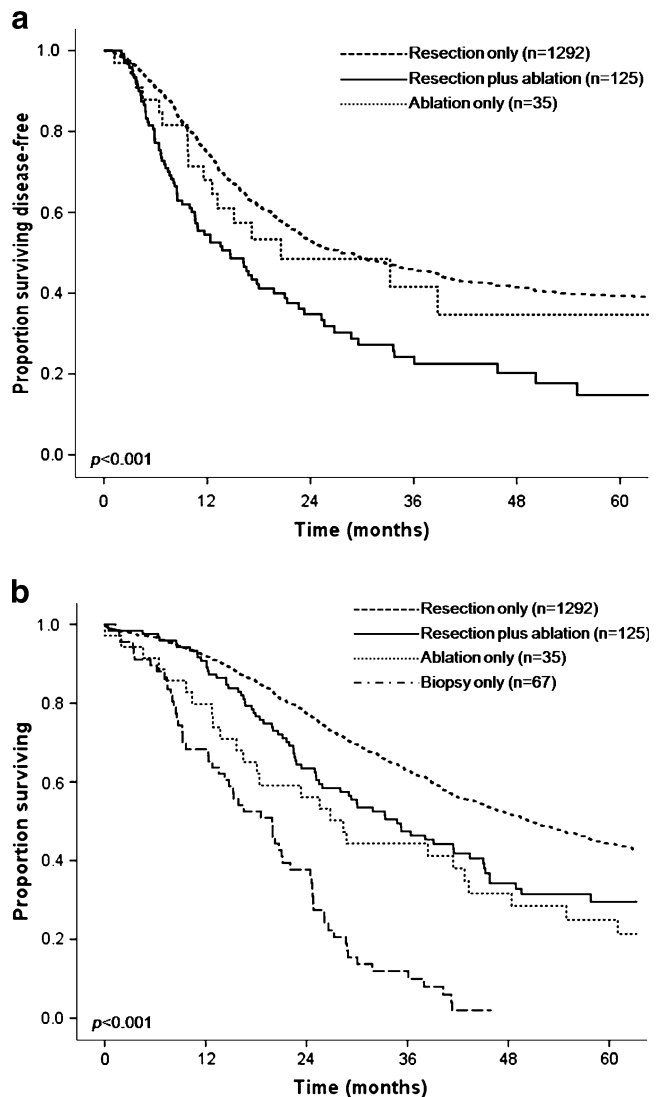 a
Resection only (n=1292)
Resection plus ablation (n=125)
Ablation only (n=35)
Proportion surviving disease-free
1.0
0.8
0.6
0.4
0.2
0.0
p<0.001
0 12 24 36 48 60
Time (months)
b
Resection only (n=1292)
Resection plus ablation (n=125)
Ablation only (n=35)
Biopsy only (n=67)
Proportion surviving
1.0
0.8
0.6
0.4
0.2
0.0
p<0.001
0 12 24 36 48 60
Time (months)